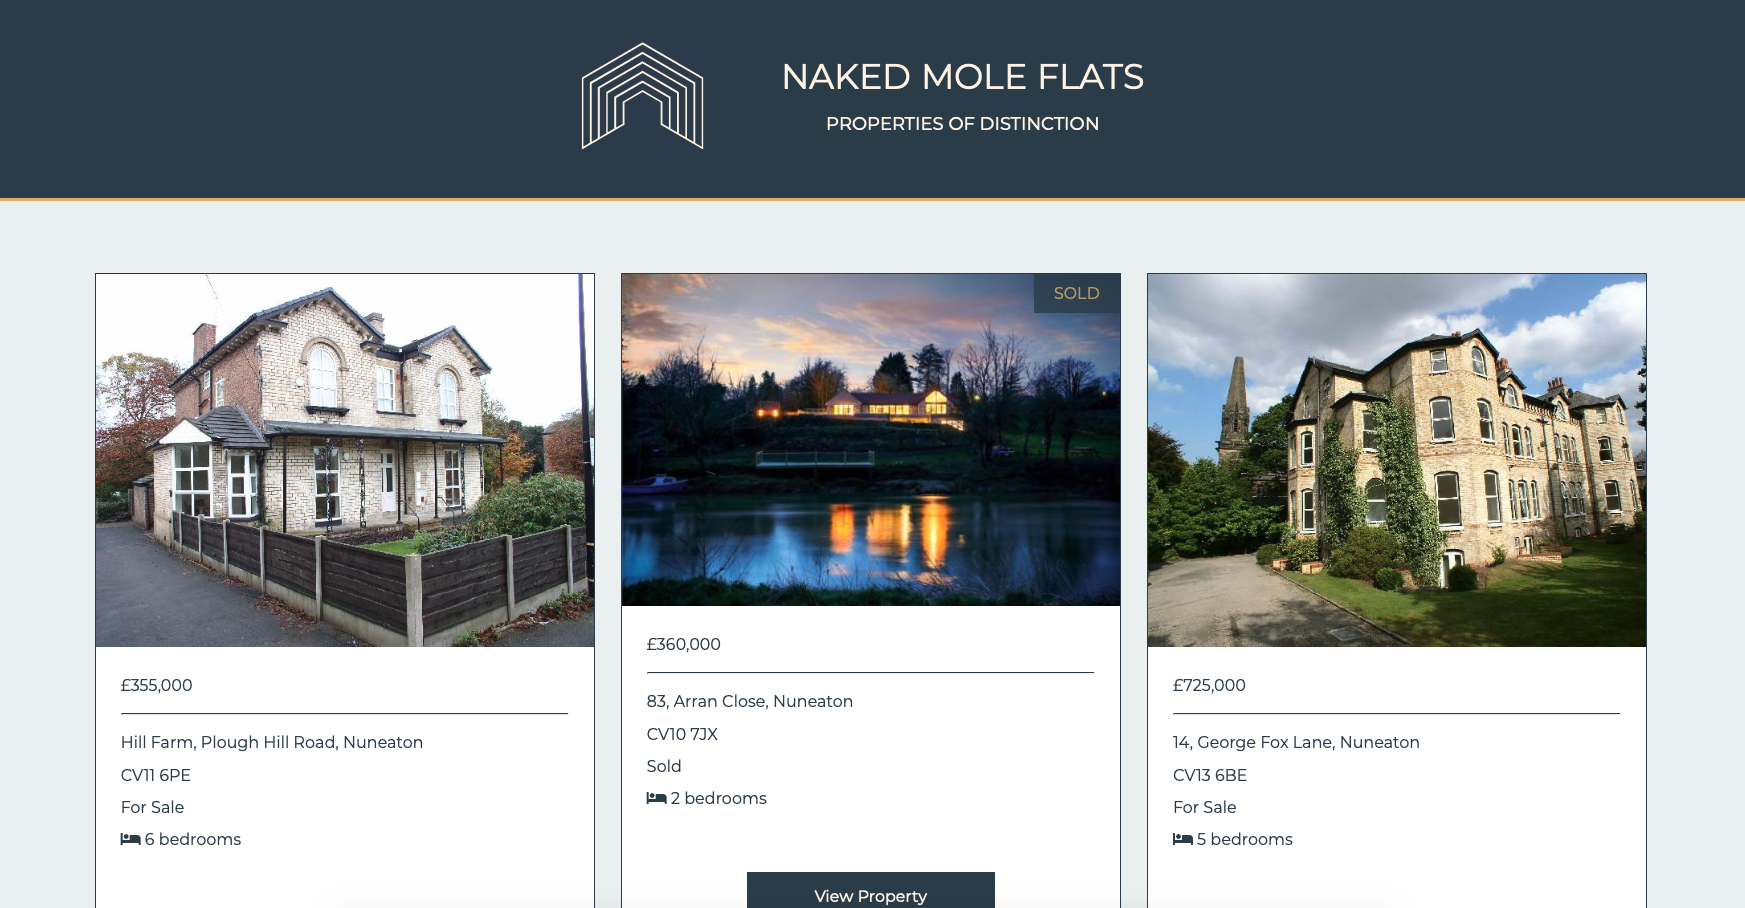 NAKED MOLE FLATS
PROPERTIES OF DISTINCTION
£355,000
Hill Farm, Plough Hill Road, Nuneaton
CV11 6PE
For Sale
6 bedrooms
SOLD
£360,000
83, Arran Close, Nuneaton
CV10 7JX
Sold
2 bedrooms
View Property
£725,000
14, George Fox Lane, Nuneaton
CV13 6BE
For Sale
5 bedrooms